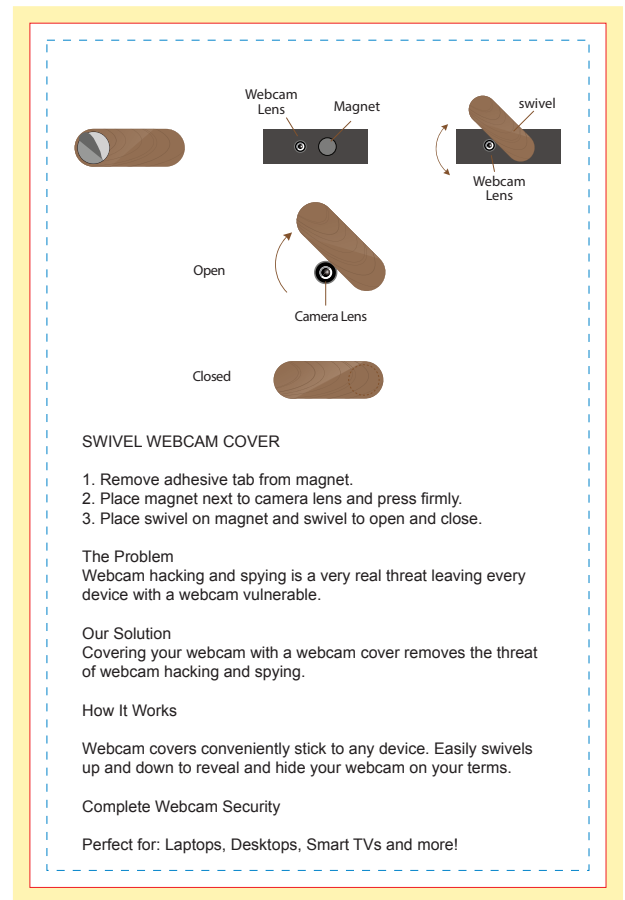 Webcam
Lens
Magnet
swivel
Webcam
Lens
Open
Camera Lens
Closed
SWIVEL WEBCAM COVER
1. Remove adhesive tab from magnet.
2. Place magnet next to camera lens and press firmly.
3. Place swivel on magnet and swivel to open and close.
The Problem
Webcam hacking and spying is a very real threat leaving every
device with a webcam vulnerable.
Our Solution
Covering your webcam with a webcam cover removes the threat
of webcam hacking and spying.
How It Works
Webcam covers conveniently stick to any device. Easily swivels
up and down to reveal and hide your webcam on your terms.
Complete Webcam Security
Perfect for: Laptops, Desktops, Smart TVs and more!